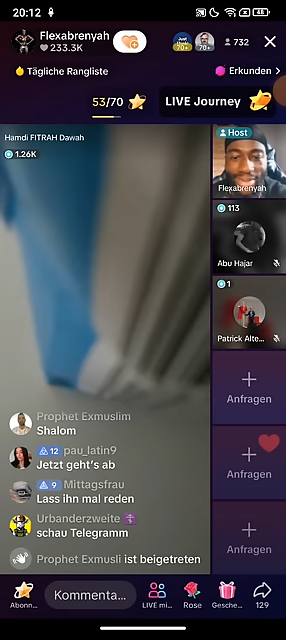 20:12
48
Flexabrenyah
233.3K
70+
70+
732
Tägliche Rangliste
Erkunden
53/70
LIVE Journey
Hamdi FITRAH Dawah
1.26K
Host
Flexabrenyah
113
Abu Hajar
1
Patrick Alte...
Anfragen
Anfragen
Anfragen
Prophet Exmuslim
Shalom
12 pau_latin9
Jetzt geht's ab
9 Mittagsfrau
Lass ihn mal reden
Urbanderzweite
schau Telegramm
Prophet Exmusli ist beigetreten
Abonn...
Kommenta...
LIVE mi...
Rose
Gesche...
129